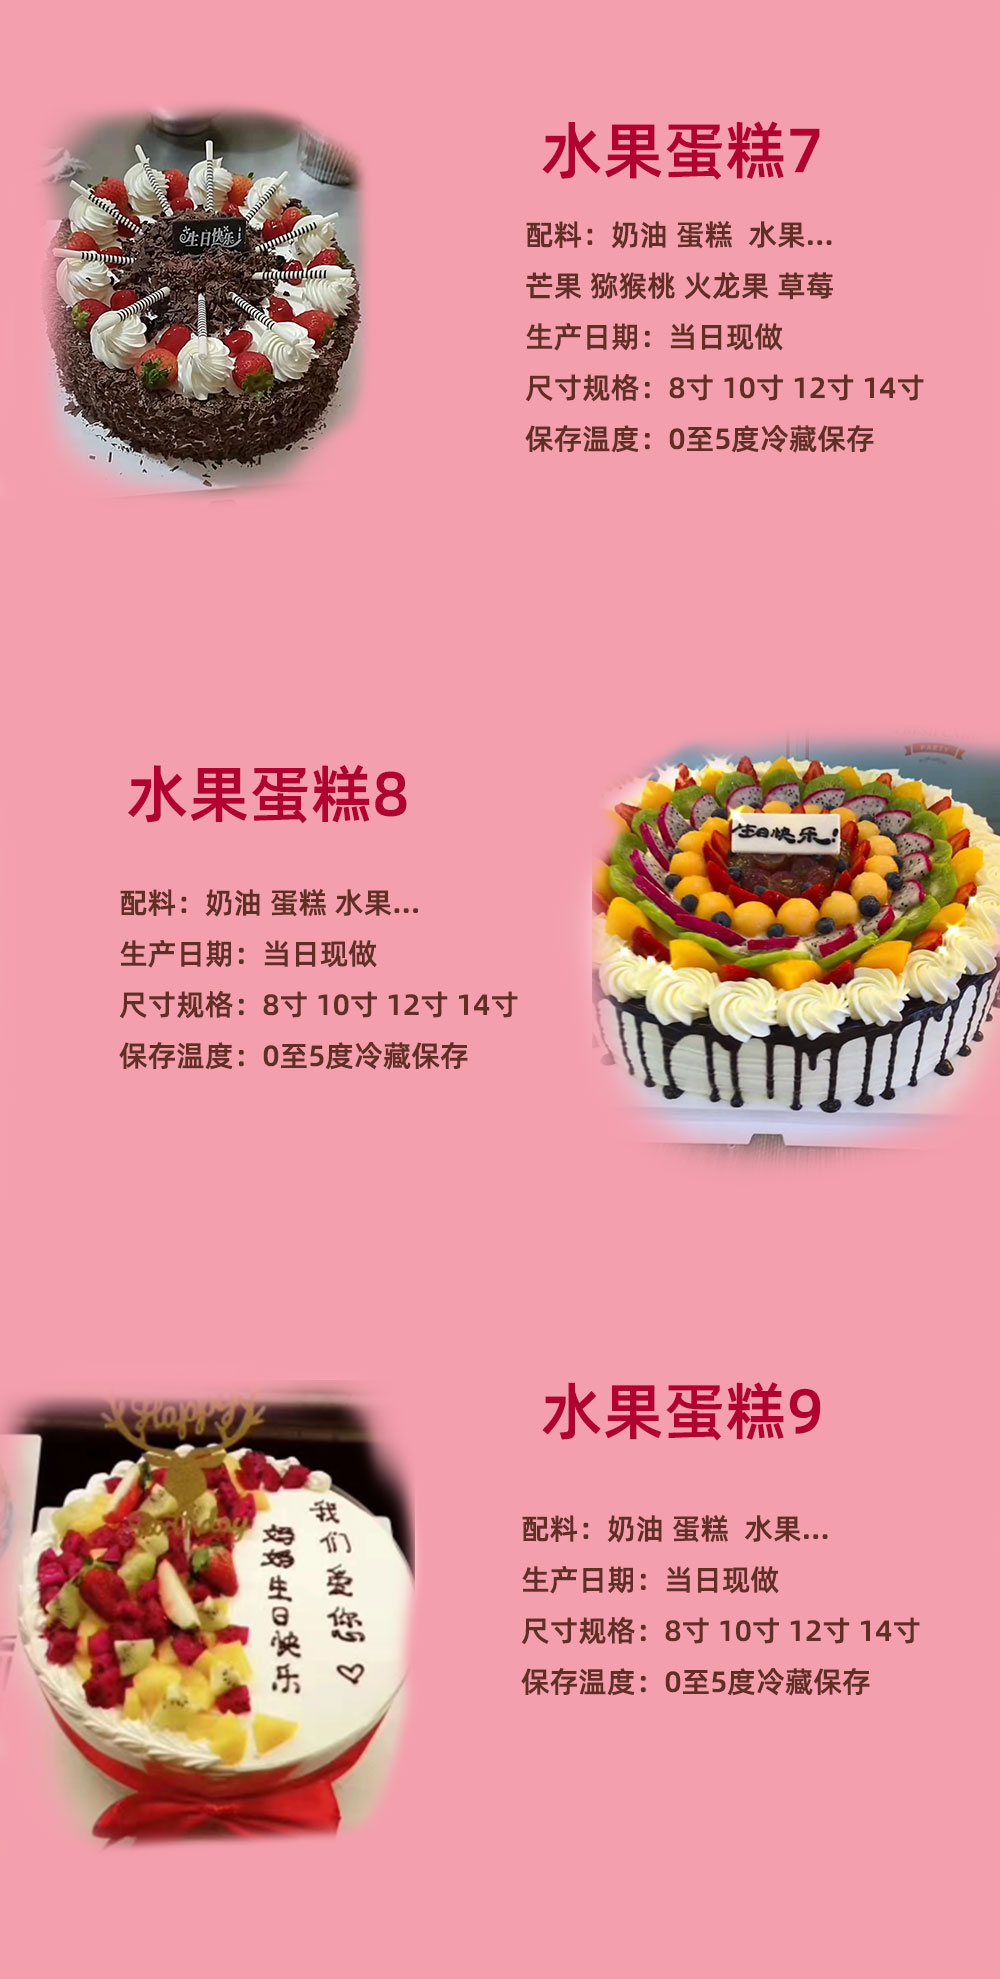 水果蛋糕7
生日快乐!
配料：奶油 蛋糕 水果...
芒果 猕猴桃 火龙果 草莓
生产日期：当日现做
尺寸规格：8寸 10寸 12寸 14寸
保存温度：0至5度冷藏保存
水果蛋糕8
PARTY
生日快乐!
配料：奶油 蛋糕 水果...
生产日期：当日现做
尺寸规格：8寸 10寸 12寸 14寸
保存温度：0至5度冷藏保存
水果蛋糕9
Happy
Birthday
我们爱您
妈妈生日快乐
配料：奶油 蛋糕 水果...
生产日期：当日现做
尺寸规格：8寸 10寸 12寸 14寸
保存温度：0至5度冷藏保存